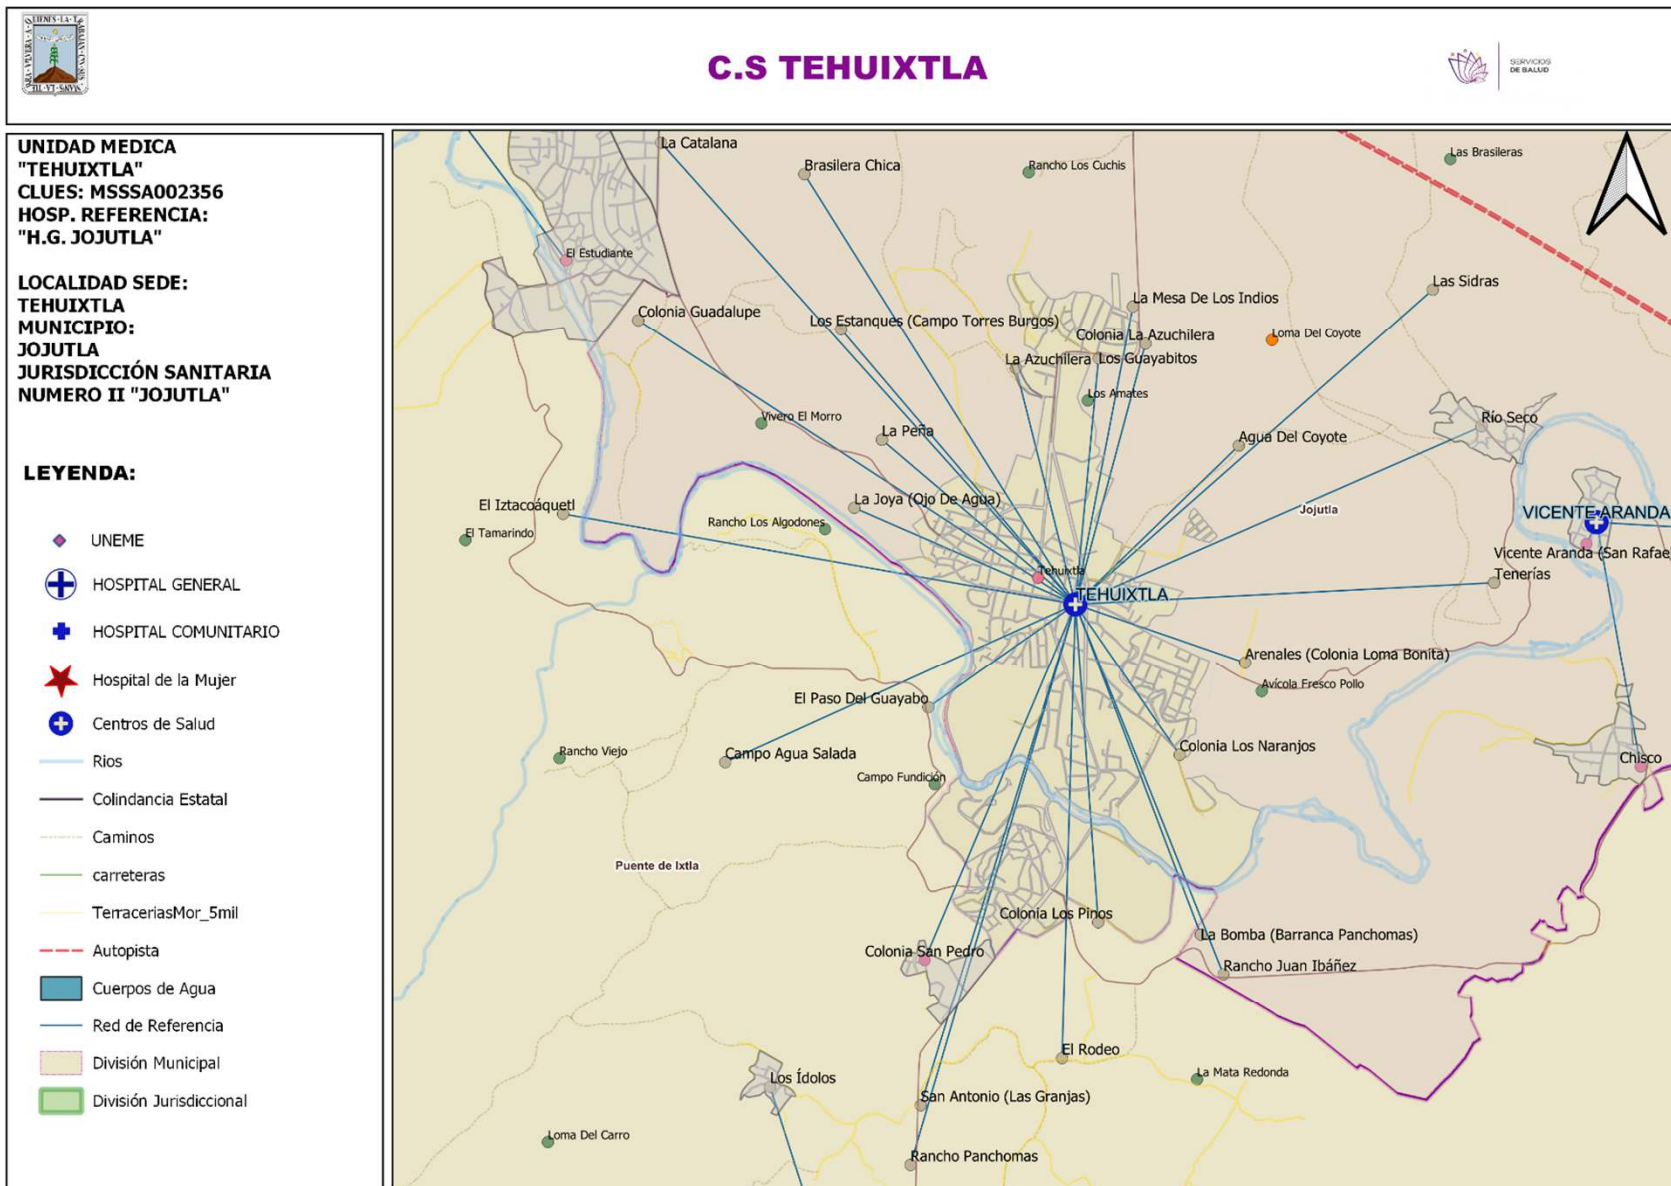 C.S TEHUIXTLA
SERVICIOS
DE SALUD
UNIDAD MEDICA
"TEHUIXTLA"
CLUES: MSSSA002356
HOSP. REFERENCIA:
"H.G. JOJUTLA"
LOCALIDAD SEDE:
TEHUIXTLA
MUNICIPIO:
JOJUTLA
JURISDICCIÓN SANITARIA
NUMERO II "JOJUTLA"
LEYENDA:
UNEME
HOSPITAL GENERAL
HOSPITAL COMUNITARIO
Hospital de la Mujer
Centros de Salud
Rios
Colindancia Estatal
Caminos
carreteras
TerraceriasMor_5mil
Autopista
Cuerpos de Agua
Red de Referencia
División Municipal
División Jurisdiccional
La Catalana
Brasilera Chica
Rancho Los Cuchis
Las Brasileras
El Estudiante
Las Sidras
La Mesa De Los Indios
Colonia Guadalupe
Los Estanques (Campo Torres Burgos)
Colonia La Azuchilera
Loma Del Coyote
La Azuchilera
Los Guayabitos
Los Amates
Vivero El Morro
La Peña
Agua Del Coyote
Río Seco
El Iztacoáquetl
La Joya (Ojo De Agua)
Jojutla
VICENTE ARANDA
El Tamarindo
Rancho Los Algodones
Vicente Aranda (San Rafae
Tehuixtla
Tenerías
TEHUIXTLA
Arenales (Colonia Loma Bonita)
Avícola Fresco Pollo
El Paso Del Guayabo
Rancho Viejo
Campo Agua Salada
Colonia Los Naranjos
Chisco
Campo Fundición
Puente de Ixtla
Colonia Los Pinos
La Bomba (Barranca Panchomas)
Colonia San Pedro
Rancho Juan Ibáñez
El Rodeo
Los Ídolos
La Mata Redonda
San Antonio (Las Granjas)
Loma Del Carro
Rancho Panchomas